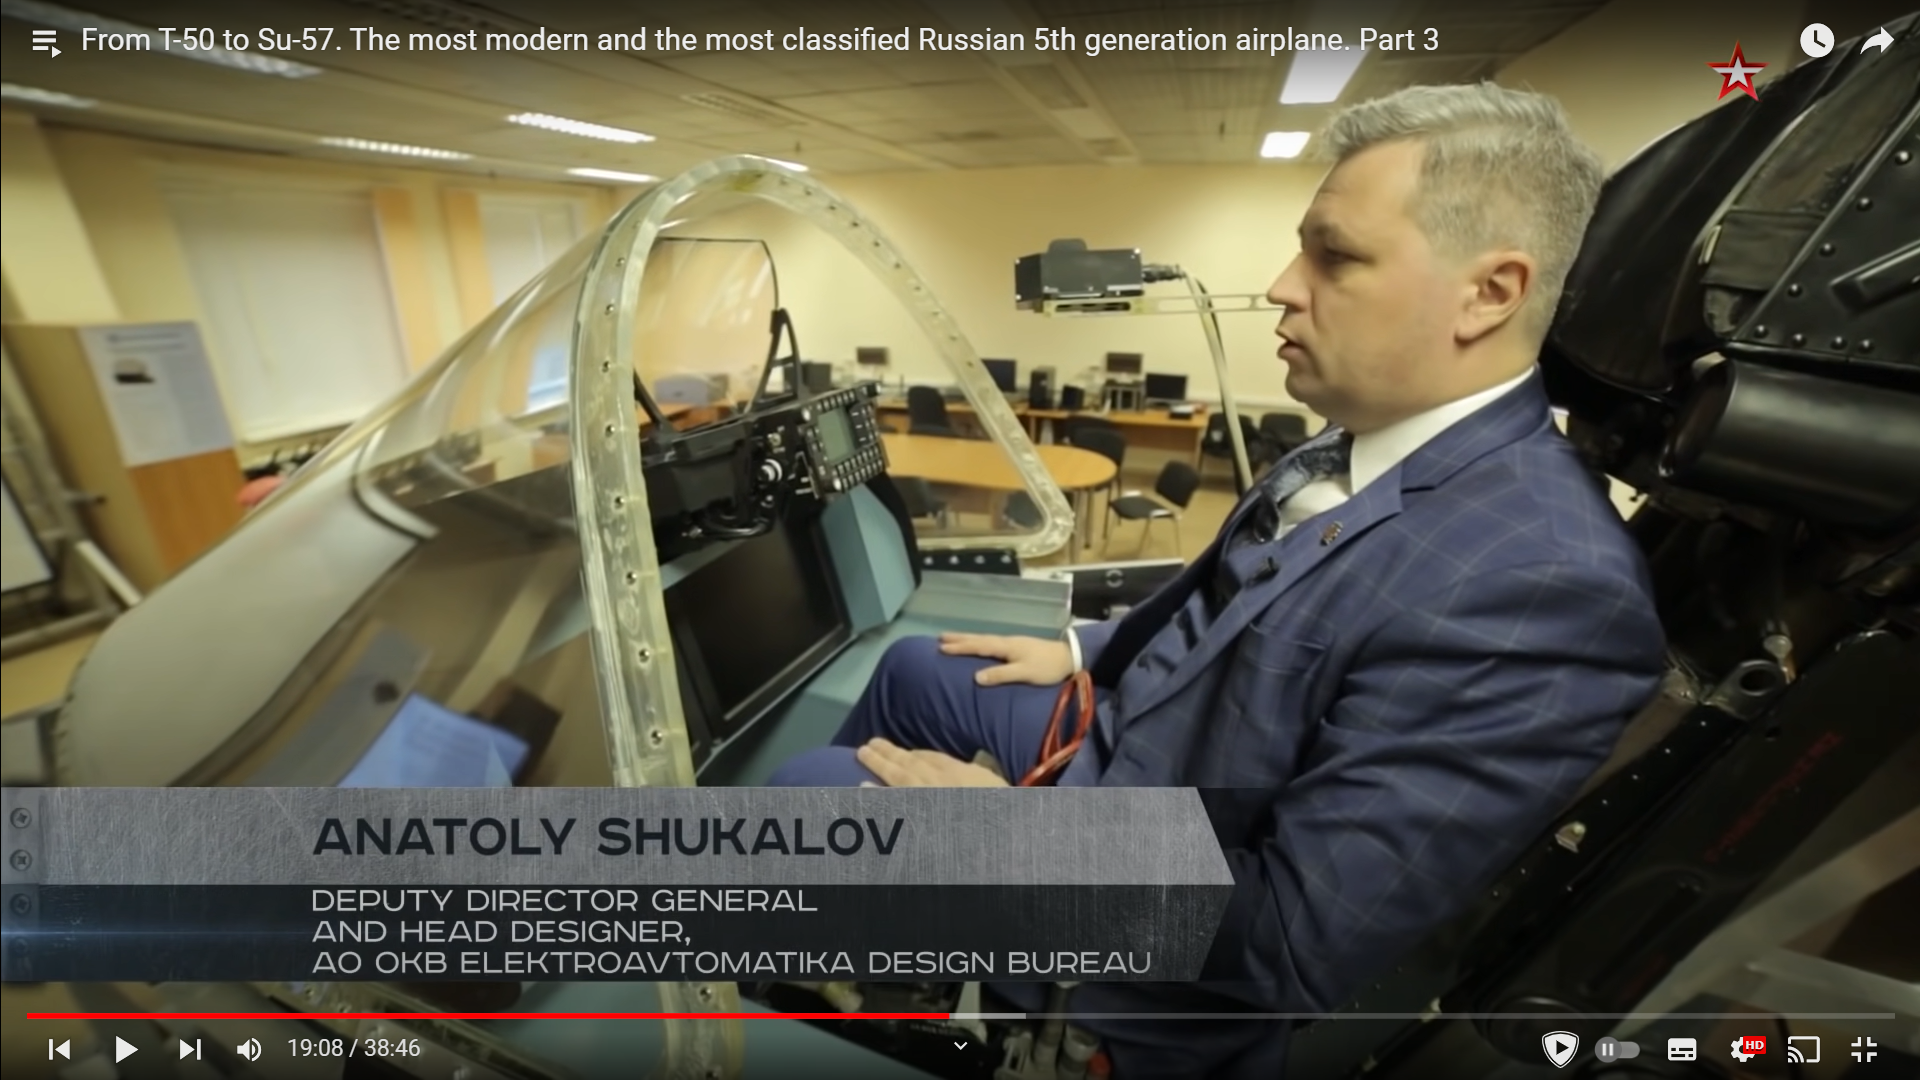 From T-50 to Su-57. The most modern and the most classified Russian 5th generation airplane. Part 3
ANATOLY SHUKALOV
DEPUTY DIRECTOR GENERAL
AND HEAD DESIGNER,
AO OKB ELEKTROAVTOMATIKA DESIGN BUREAU
19:08 / 38:46
HD